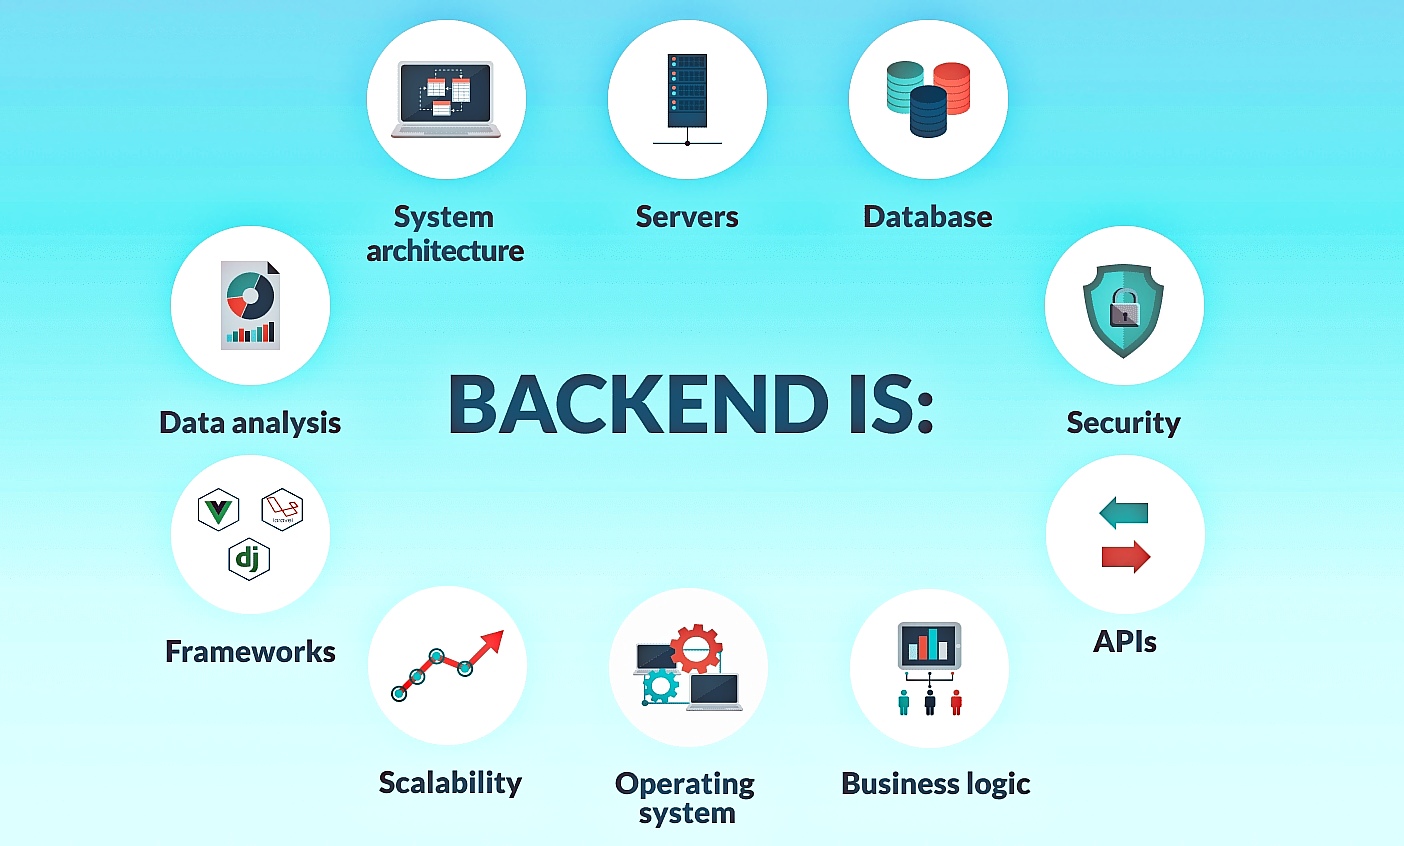 System
architecture
Servers
Database
Data analysis
BACKEND IS:
Security
laravel
dj
Frameworks
APIs
Scalability
Operating
system
Business logic